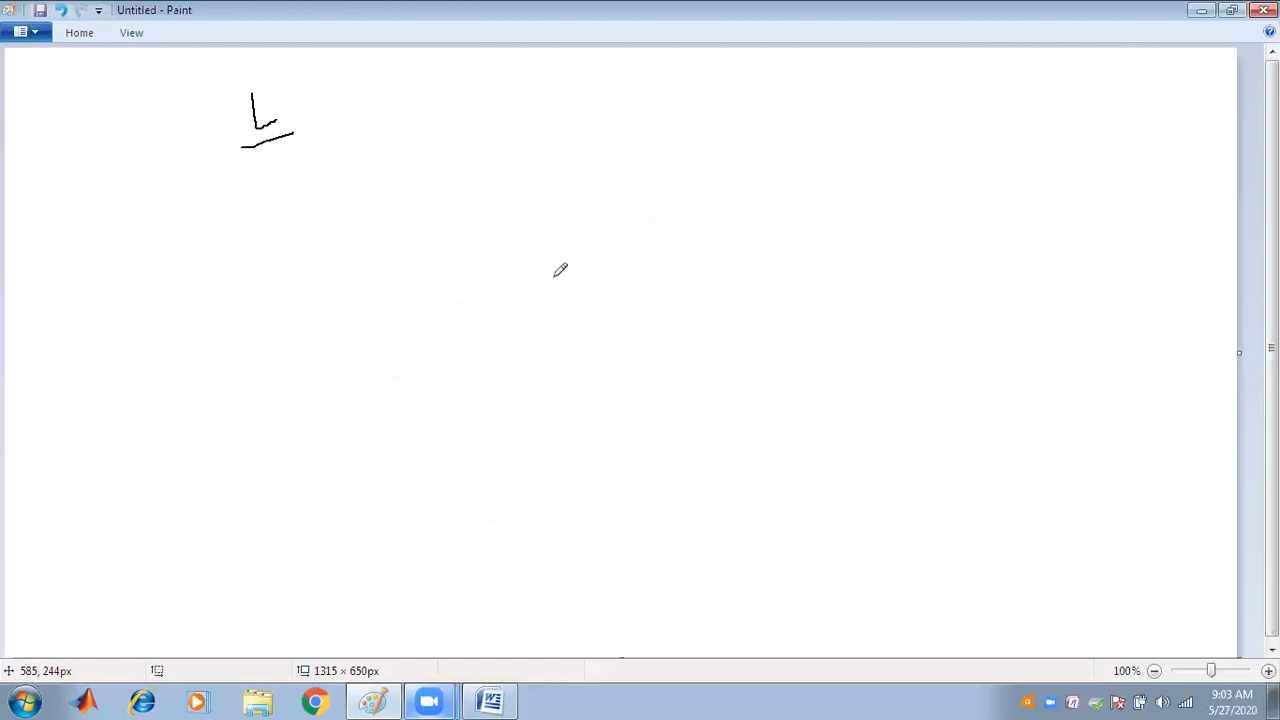 Untitled - Paint
Home View
L
585, 244px
1315 × 650px
100%
9:03 AM
5/27/2020